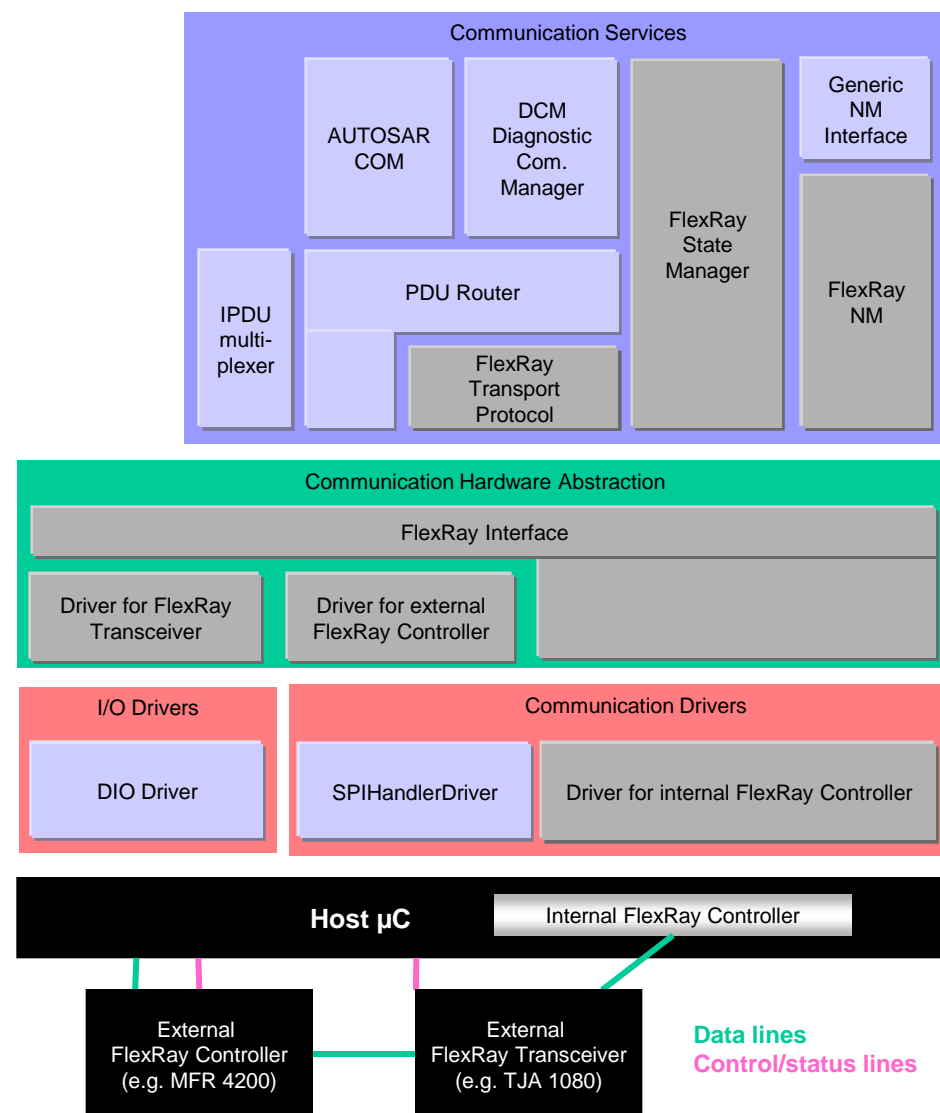 Communication Services
AUTOSAR
COM
DCM
Diagnostic
Com.
Manager
FlexRay
State
Manager
Generic
NM
Interface
FlexRay
NM
IPDU
multi-
plexer
PDU Router
FlexRay
Transport
Protocol
Communication Hardware Abstraction
FlexRay Interface
Driver for FlexRay
Transceiver
Driver for external
FlexRay Controller
I/O Drivers
DIO Driver
Communication Drivers
SPIHandlerDriver
Driver for internal FlexRay Controller
Host µC
Internal FlexRay Controller
External
FlexRay Controller
(e.g. MFR 4200)
External
FlexRay Transceiver
(e.g. TJA 1080)
Data lines
Control/status lines